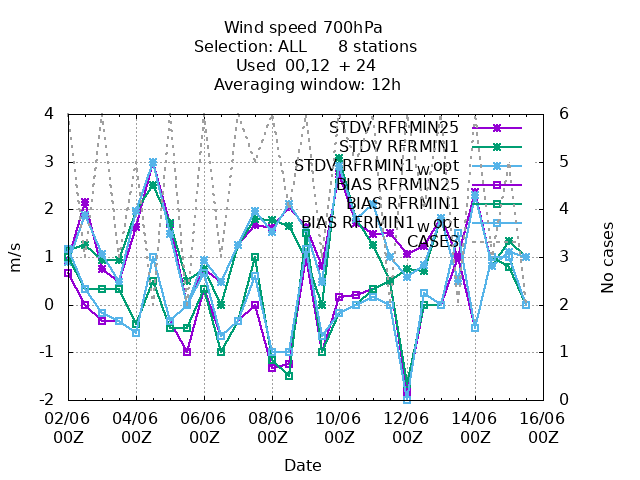 Wind speed 700hPa
Selection: ALL 8 stations
Used 00,12 + 24
Averaging window: 12h
4 6
STDV RFRMIN25
STDV RFRMIN1
3 5
STDV RFRMIN1_w_opt
BIAS RFRMIN25
BIAS RFRMIN1
2 4
BIAS RFRMIN1_w_opt
CASES
1 3
0 2
-1 1
-2 0
m/s
No cases
02/06 04/06 06/06 08/06 10/06 12/06 14/06 16/06
00Z 00Z 00Z 00Z 00Z 00Z 00Z 00Z
Date